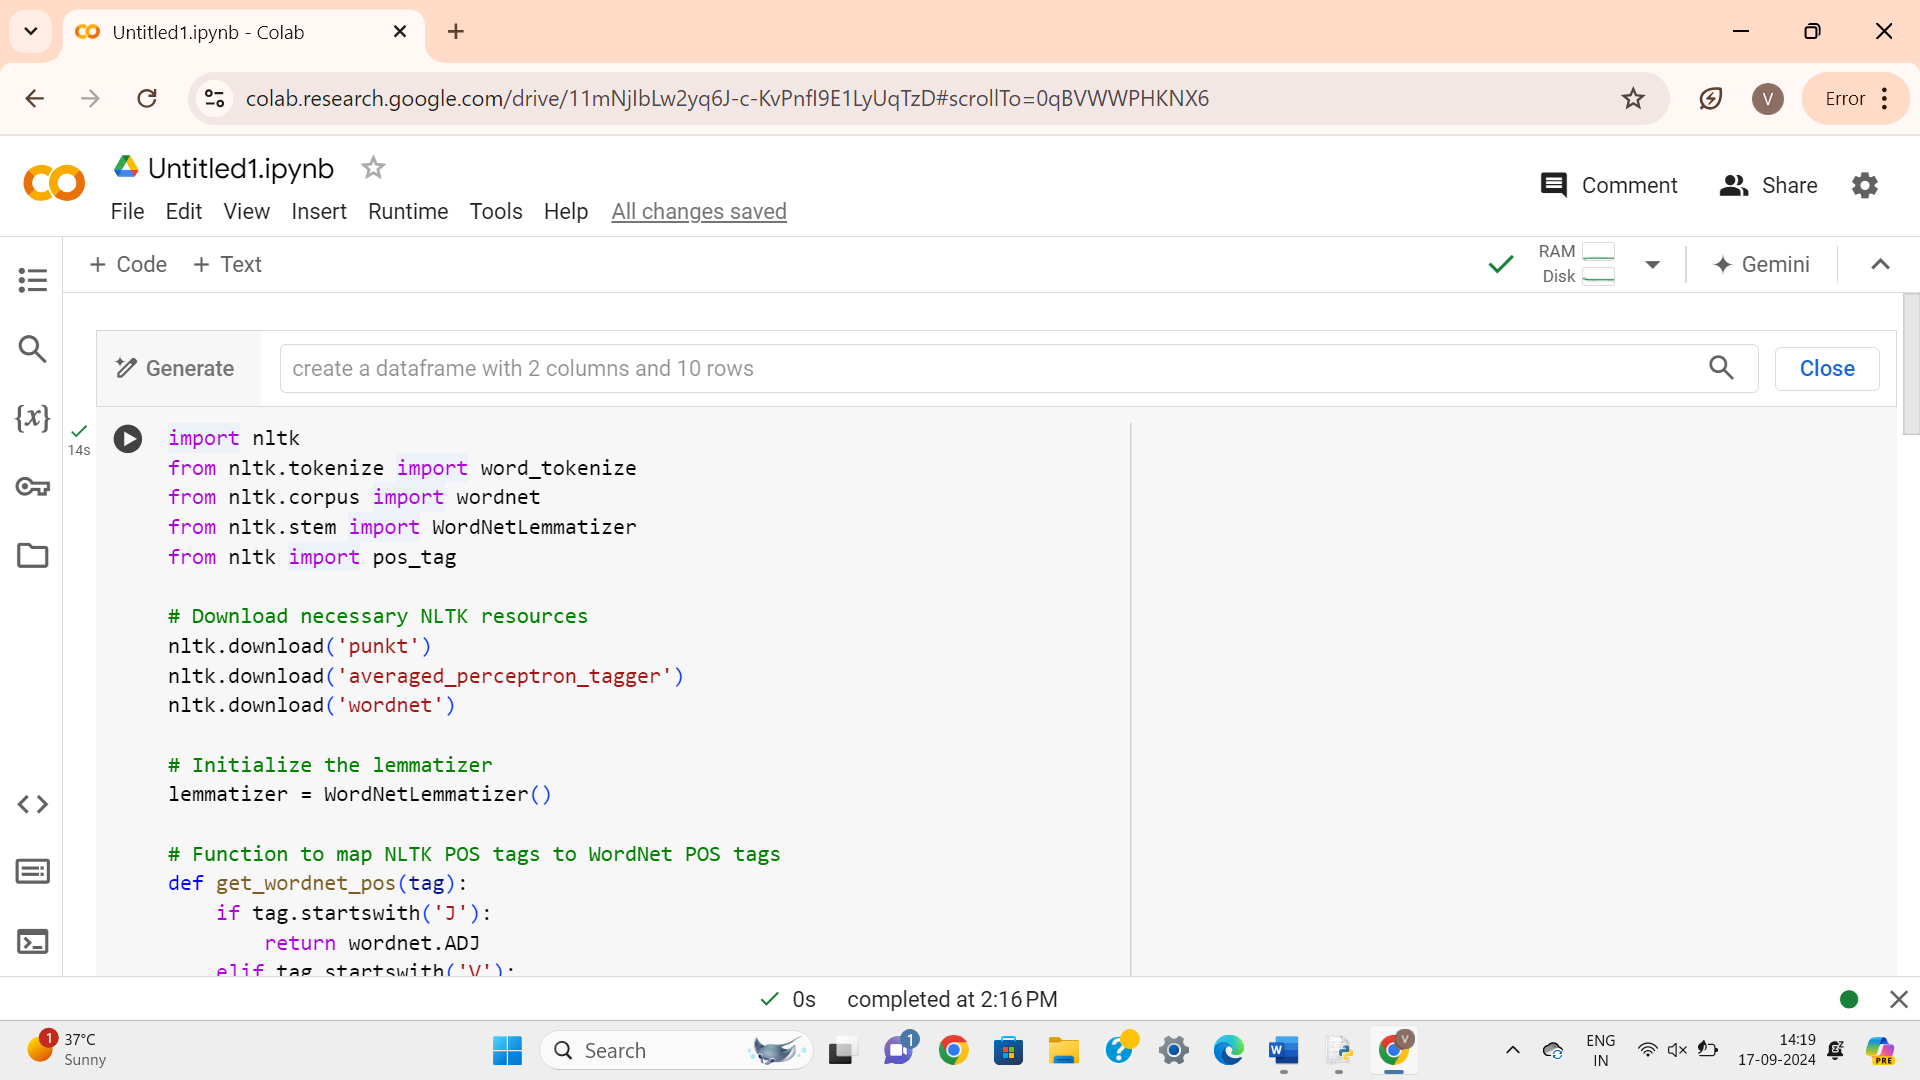 Untitled1.ipynb - Colab
colab.research.google.com/drive/11mNjIbLw2yq6J-c-KvPnfI9E1LyUqTzD#scrollTo=0qBVWWPHKNX6
V
Error
Untitled1.ipynb
Comment
Share
File Edit View Insert Runtime Tools Help All changes saved
+ Code + Text
RAM
Disk
Gemini
Generate
create a dataframe with 2 columns and 10 rows
Close
{x}
14s
import nltk
from nltk.tokenize import word_tokenize
from nltk.corpus import wordnet
from nltk.stem import WordNetLemmatizer
from nltk import pos_tag
# Download necessary NLTK resources
nltk.download('punkt')
nltk.download('averaged_perceptron_tagger')
nltk.download('wordnet')
# Initialize the lemmatizer
lemmatizer = WordNetLemmatizer()
# Function to map NLTK POS tags to WordNet POS tags
def get_wordnet_pos(tag):
    if tag.startswith('J'):
        return wordnet.ADJ
    elif tag.startswith('V'):
0s completed at 2:16 PM
1
37°C
Sunny
Search
1
V
ENG
IN
14:19
17-09-2024
PRE